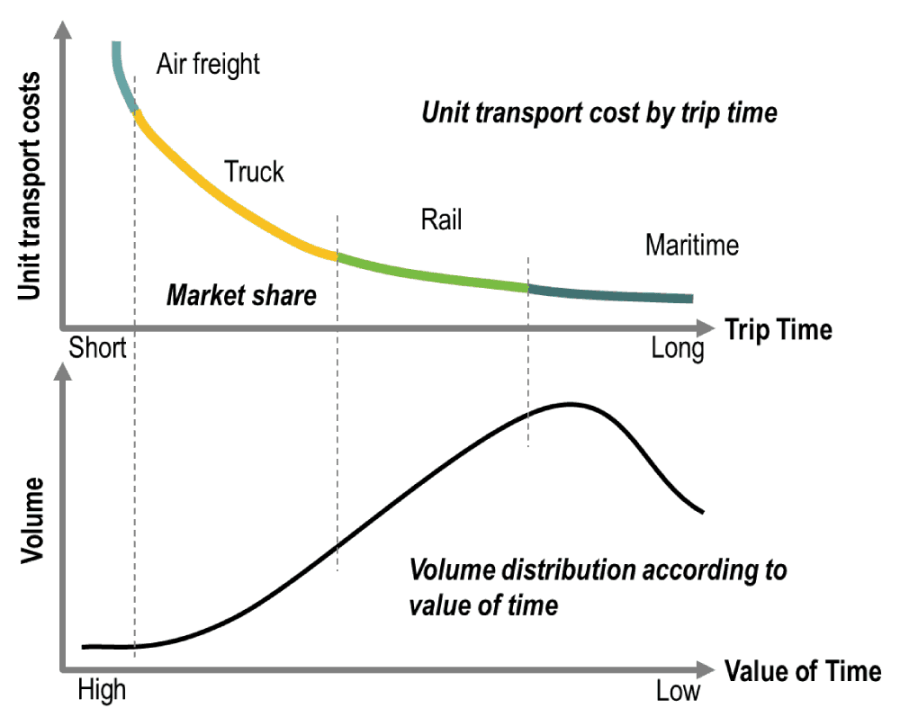 Air freight
Unit transport cost by trip time
Unit transport costs
Truck
Rail
Maritime
Market share
Trip Time
Short
Long
Volume
Volume distribution according to
value of time
Value of Time
High
Low